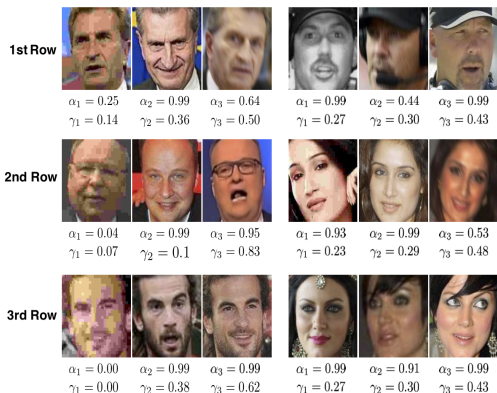 1st Row
α₁ = 0.25 α₂ = 0.99 α₃ = 0.64 α₁ = 0.99 α₂ = 0.44 α₃ = 0.99
γ₁ = 0.14 γ₂ = 0.36 γ₃ = 0.50 γ₁ = 0.27 γ₂ = 0.30 γ₃ = 0.43
2nd Row
α₁ = 0.04 α₂ = 0.99 α₃ = 0.95 α₁ = 0.93 α₂ = 0.99 α₃ = 0.53
γ₁ = 0.07 γ₂ = 0.1 γ₃ = 0.83 γ₁ = 0.23 γ₂ = 0.29 γ₃ = 0.48
3rd Row
α₁ = 0.00 α₂ = 0.99 α₃ = 0.99 α₁ = 0.99 α₂ = 0.91 α₃ = 0.99
γ₁ = 0.00 γ₂ = 0.38 γ₃ = 0.62 γ₁ = 0.27 γ₂ = 0.30 γ₃ = 0.43